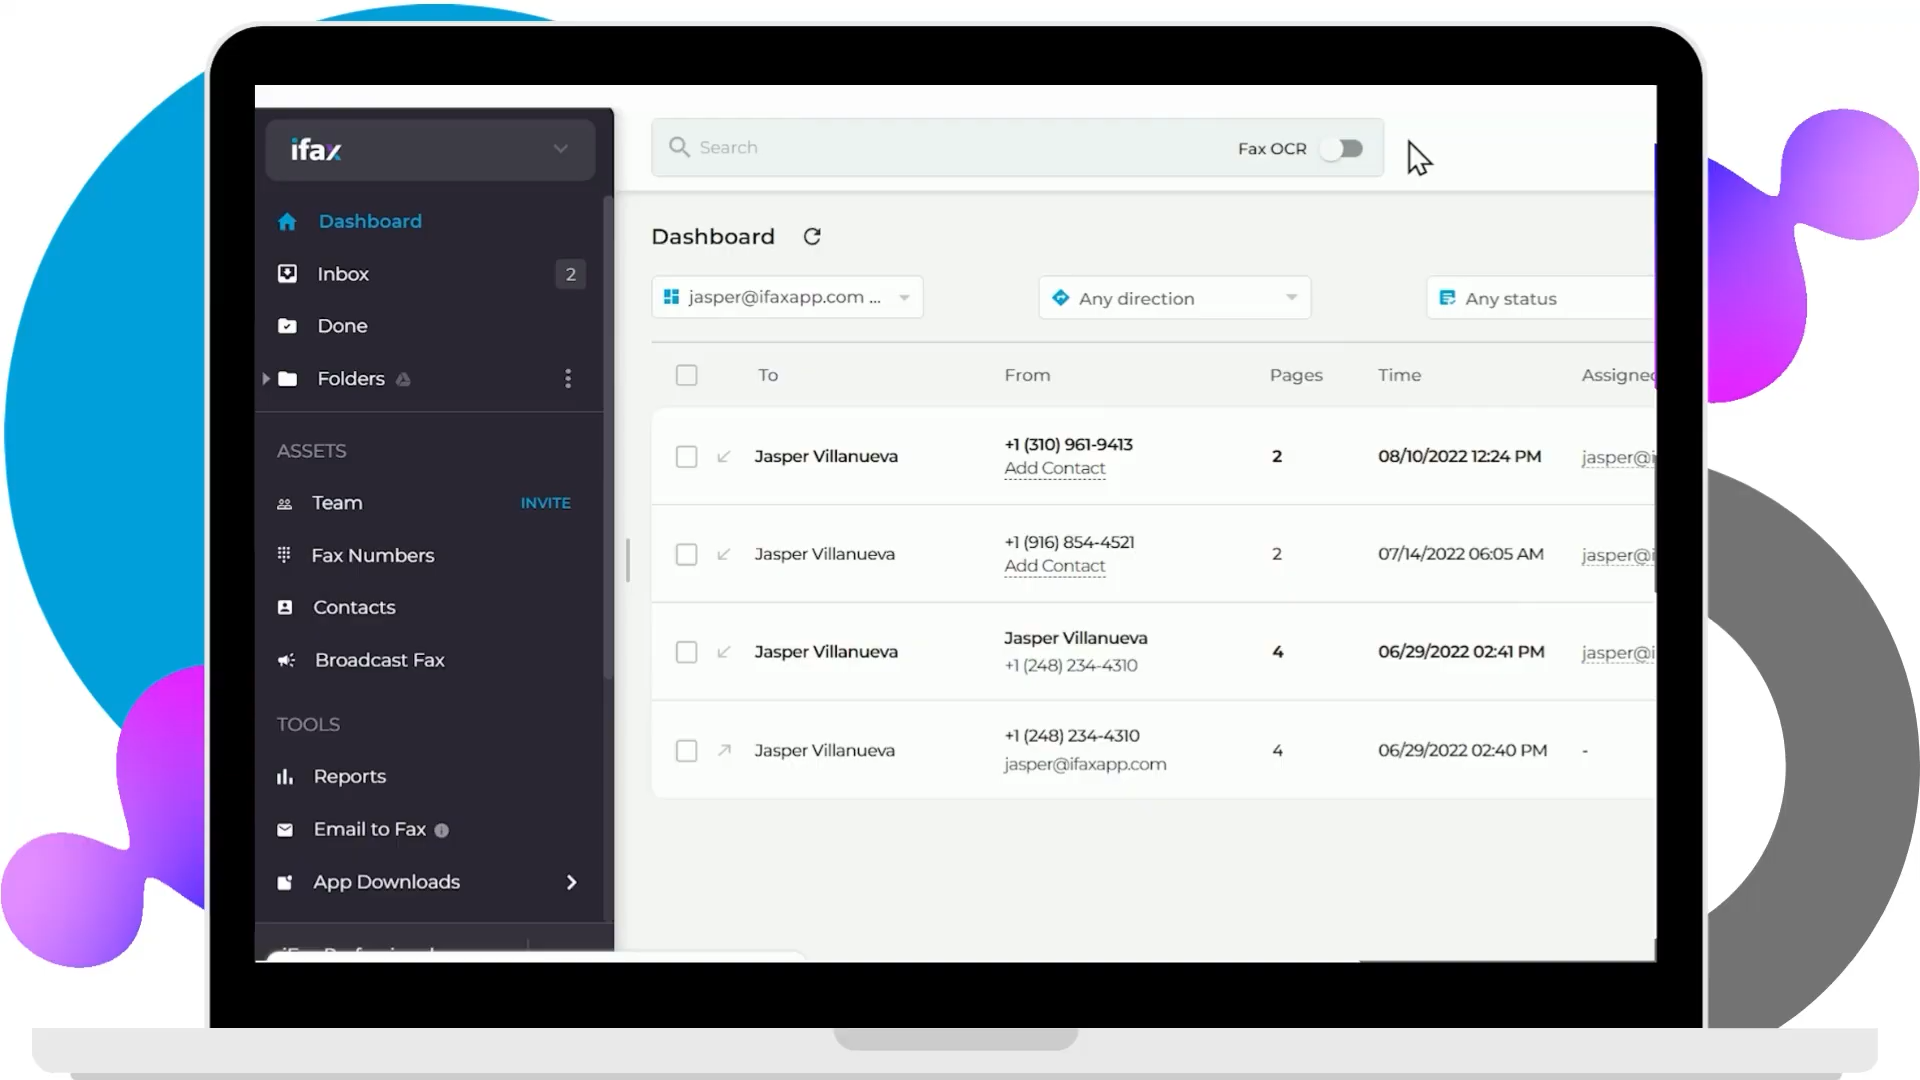 ifax
Search
Fax OCR
Dashboard
Inbox
2
Done
Folders
ASSETS
Team
INVITE
Fax Numbers
Contacts
Broadcast Fax
TOOLS
Reports
Email to Fax
App Downloads
Dashboard
jasper@ifaxapp.com ...
Any direction
Any status
To
From
Pages
Time
Assigned
Jasper Villanueva
+1 (310) 961-9413
Add Contact
2
08/10/2022 12:24 PM
jasper@i
Jasper Villanueva
+1 (916) 854-4521
Add Contact
2
07/14/2022 06:05 AM
jasper@i
Jasper Villanueva
Jasper Villanueva
+1 (248) 234-4310
4
06/29/2022 02:41 PM
jasper@i
Jasper Villanueva
+1 (248) 234-4310
jasper@ifaxapp.com
4
06/29/2022 02:40 PM
-